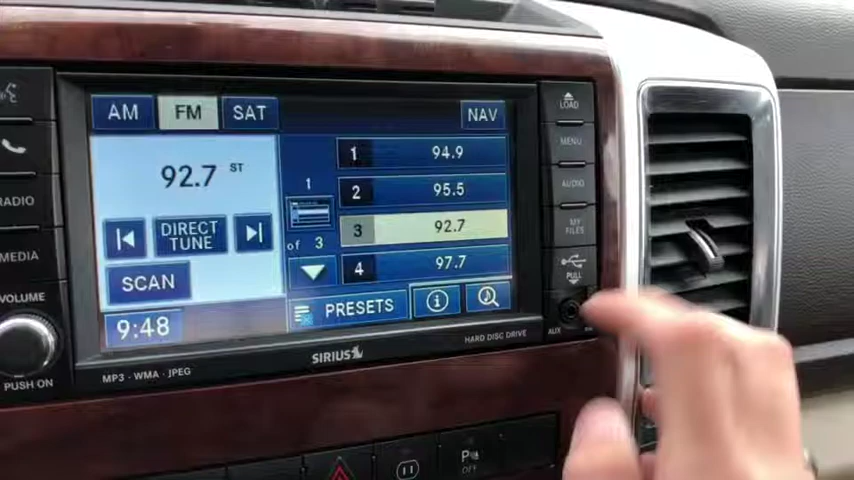 AM
FM
SAT
NAV
92.7 ST
DIRECT
TUNE
SCAN
9:48
1
of 3
1 94.9
2 95.5
3 92.7
4 97.7
PRESETS
i
RADIO
MEDIA
VOLUME
PUSH ON
LOAD
MENU
AUDIO
MY
FILES
PULL
AUX
MP3 - WMA - JPEG
SIRIUS
HARD DISC DRIVE
P
OFF